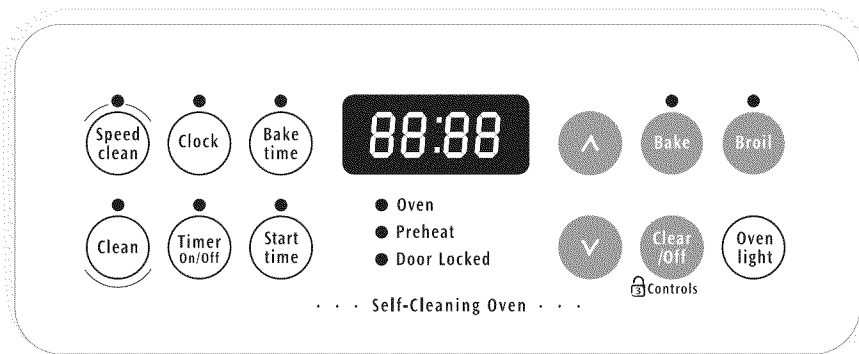 Speed
clean
Clock
Bake
time
88:88
^
Bake
Broil
Clean
Timer
On/Off
Start
time
Oven
Preheat
Door Locked
v
Clear
/Off
Oven
light
3
Controls
· · · Self-Cleaning Oven · · ·